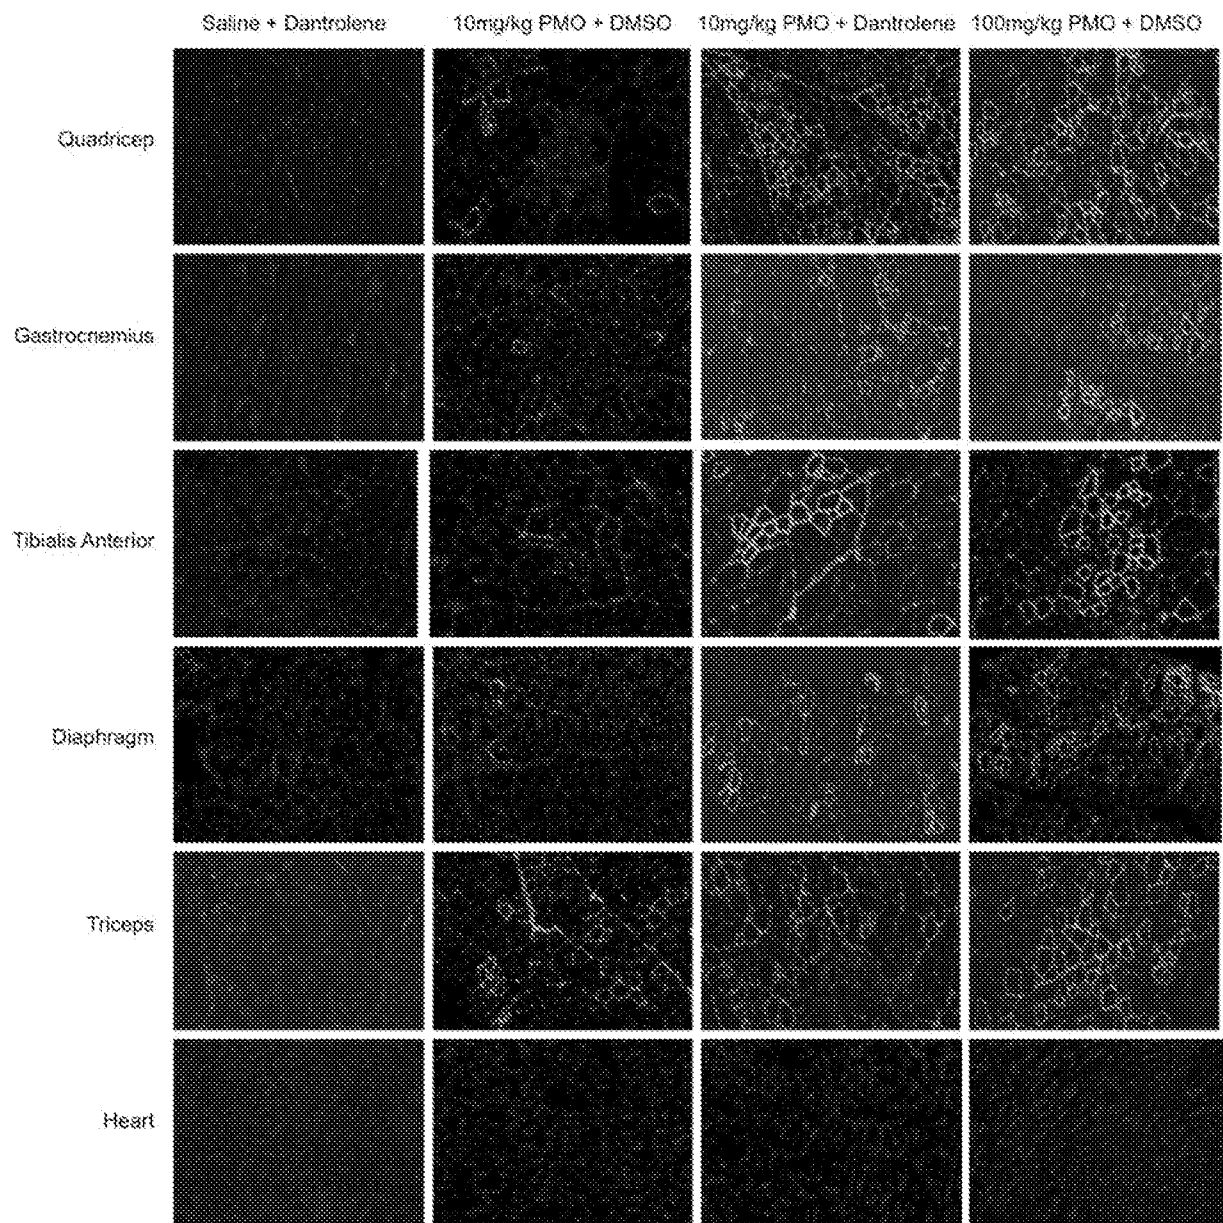 Saline + Dantrolene 10mg/kg PMO + DMSO 10mg/kg PMO + Dantrolene 100mg/kg PMO + DMSO
Quadricep
Gastrocnemius
Tibialis Anterior
Diaphragm
Triceps
Heart